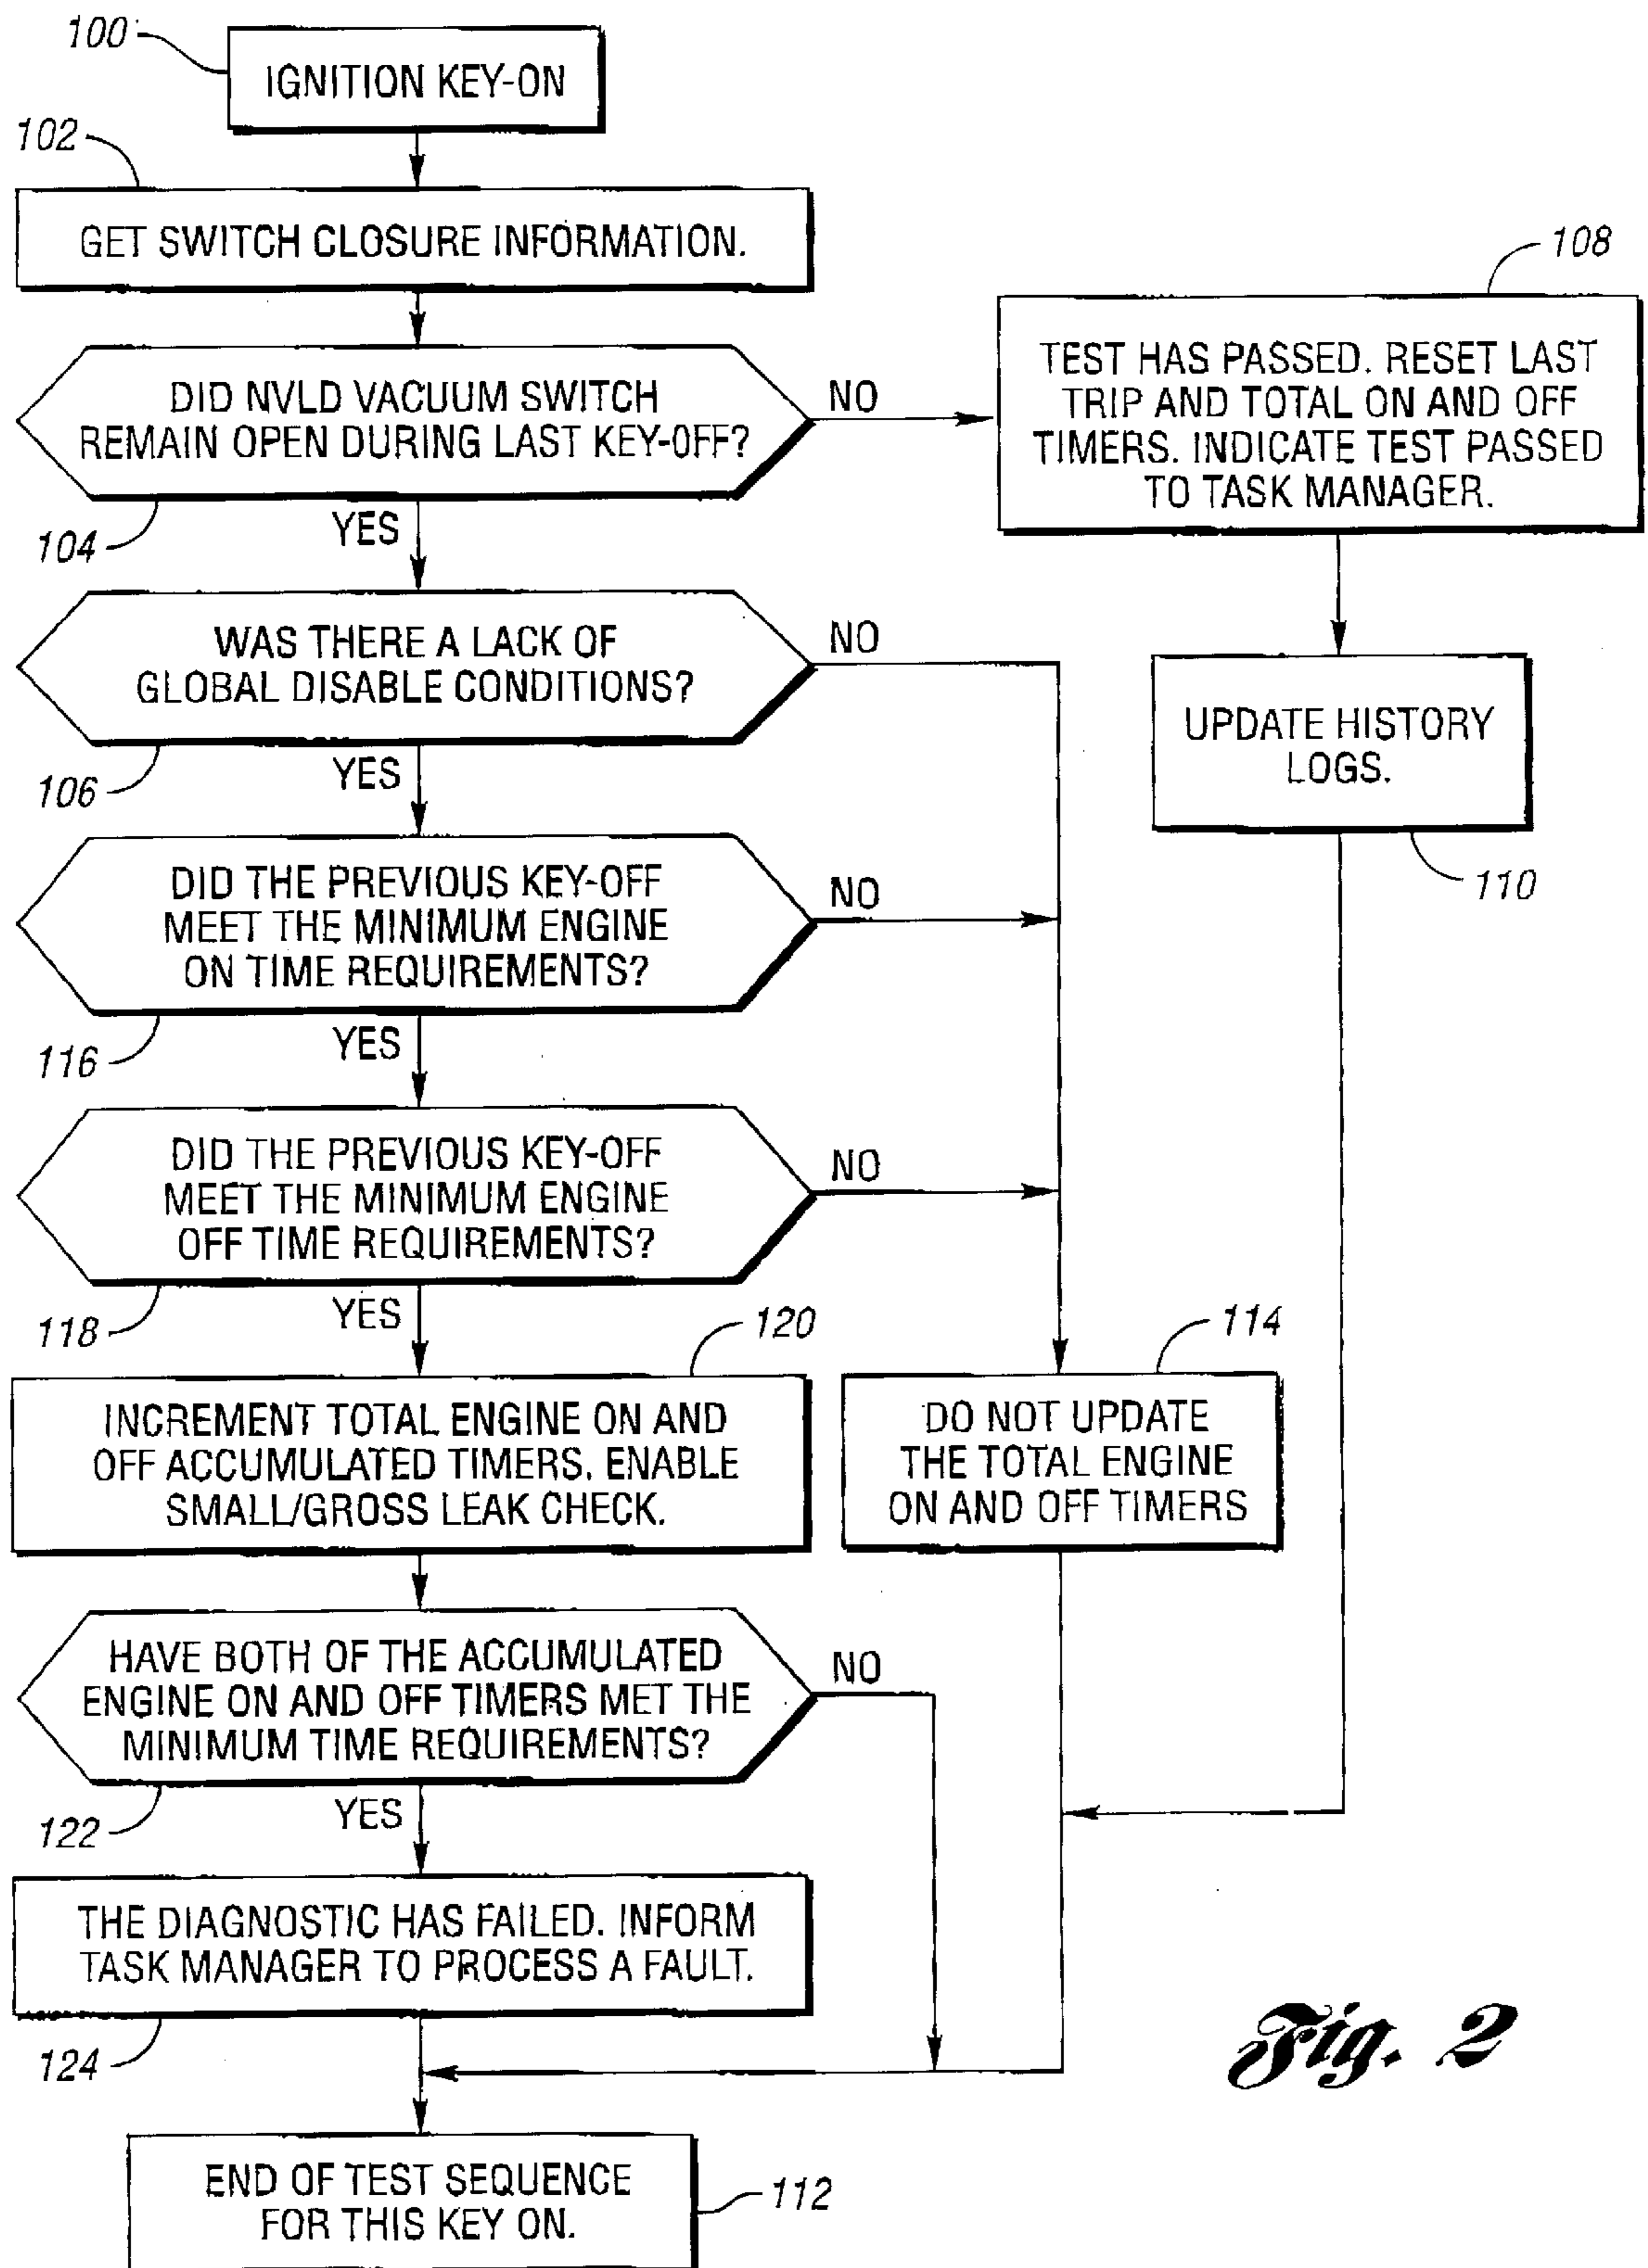 100
IGNITION KEY-ON
102
GET SWITCH CLOSURE INFORMATION.
108
DID NVLD VACUUM SWITCH
REMAIN OPEN DURING LAST KEY-OFF?
NO
TEST HAS PASSED. RESET LAST
TRIP AND TOTAL ON AND OFF
TIMERS. INDICATE TEST PASSED
TO TASK MANAGER.
104
YES
WAS THERE A LACK OF
GLOBAL DISABLE CONDITIONS?
NO
UPDATE HISTORY
LOGS.
106
YES
110
DID THE PREVIOUS KEY-OFF
MEET THE MINIMUM ENGINE
ON TIME REQUIREMENTS?
NO
116
YES
DID THE PREVIOUS KEY-OFF
MEET THE MINIMUM ENGINE
OFF TIME REQUIREMENTS?
NO
118
YES
120
114
INCREMENT TOTAL ENGINE ON AND
OFF ACCUMULATED TIMERS. ENABLE
SMALL/GROSS LEAK CHECK.
DO NOT UPDATE
THE TOTAL ENGINE
ON AND OFF TIMERS
HAVE BOTH OF THE ACCUMULATED
ENGINE ON AND OFF TIMERS MET THE
MINIMUM TIME REQUIREMENTS?
NO
122
YES
THE DIAGNOSTIC HAS FAILED. INFORM
TASK MANAGER TO PROCESS A FAULT.
124
Fig. 2
END OF TEST SEQUENCE
FOR THIS KEY ON.
112